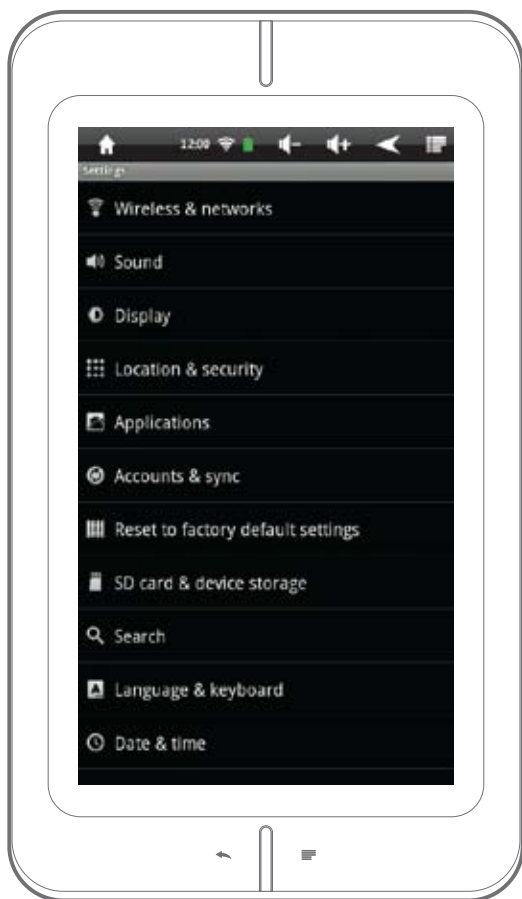 12:00
Settings
Wireless & networks
Sound
Display
Location & security
Applications
Accounts & sync
Reset to factory default settings
SD card & device storage
Search
Language & keyboard
Date & time